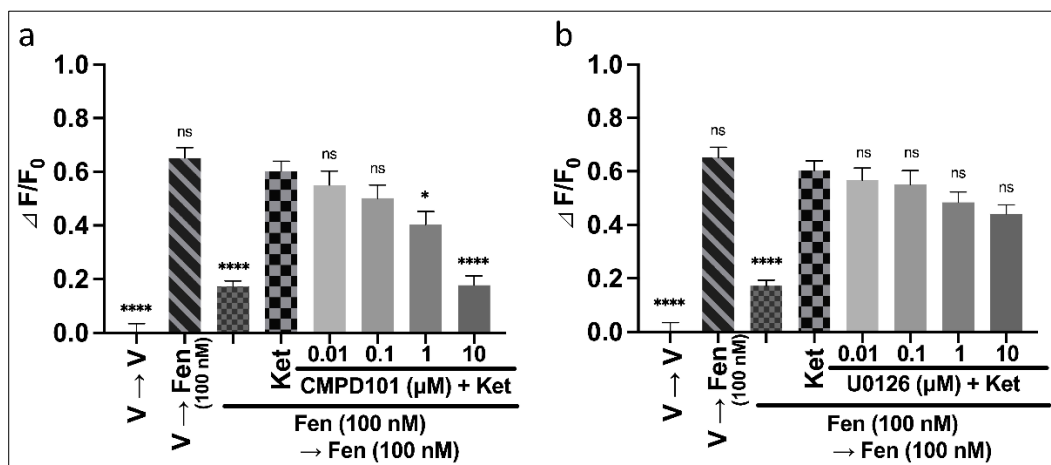 a
⊿ F/F0
1.0
0.8
0.6
0.4
0.2
0.0
****
ns
****
ns
ns
*
****
V → V
V → Fen
(100 nM)
Ket
0.01 0.1 1 10
CMPD101 (μM) + Ket
Fen (100 nM)
→ Fen (100 nM)
b
⊿ F/F0
1.0
0.8
0.6
0.4
0.2
0.0
****
ns
****
ns
ns
ns
ns
V → V
V → Fen
(100 nM)
Ket
0.01 0.1 1 10
U0126 (μM) + Ket
Fen (100 nM)
→ Fen (100 nM)